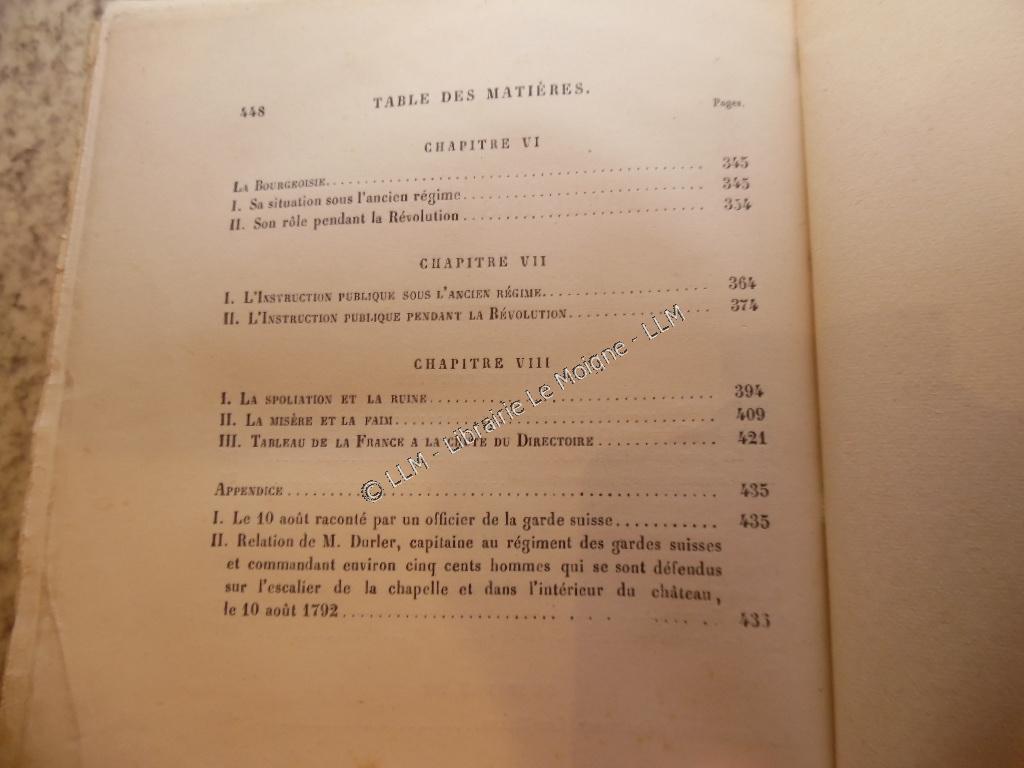 448 TABLE DES MATIÈRES.
Pages.
CHAPITRE VI
LA BOURGEOISIE........ 345
I. Sa situation sous l'ancien régime........ 345
II. Son rôle pendant la Révolution........ 354
CHAPITRE VII
I. L'INSTRUCTION PUBLIQUE SOUS L'ANCIEN RÉGIME........ 364
II. L'INSTRUCTION PUBLIQUE PENDANT LA RÉVOLUTION........ 374
CHAPITRE VIII
I. LA SPOLIATION ET LA RUINE........ 394
II. LA MISÈRE ET LA FAIM........ 409
III. TABLEAU DE LA FRANCE A LA CHUTE DU DIRECTOIRE........ 421
APPENDICE........ 435
I. Le 10 août raconté par un officier de la garde suisse........ 435
II. Relation de M. Durler, capitaine au régiment des gardes suisses
et commandant environ cinq cents hommes qui se sont défendus
sur l'escalier de la chapelle et dans l'intérieur du château,
le 10 août 1792........
© LLM - Librairie Le Moigne - LLM